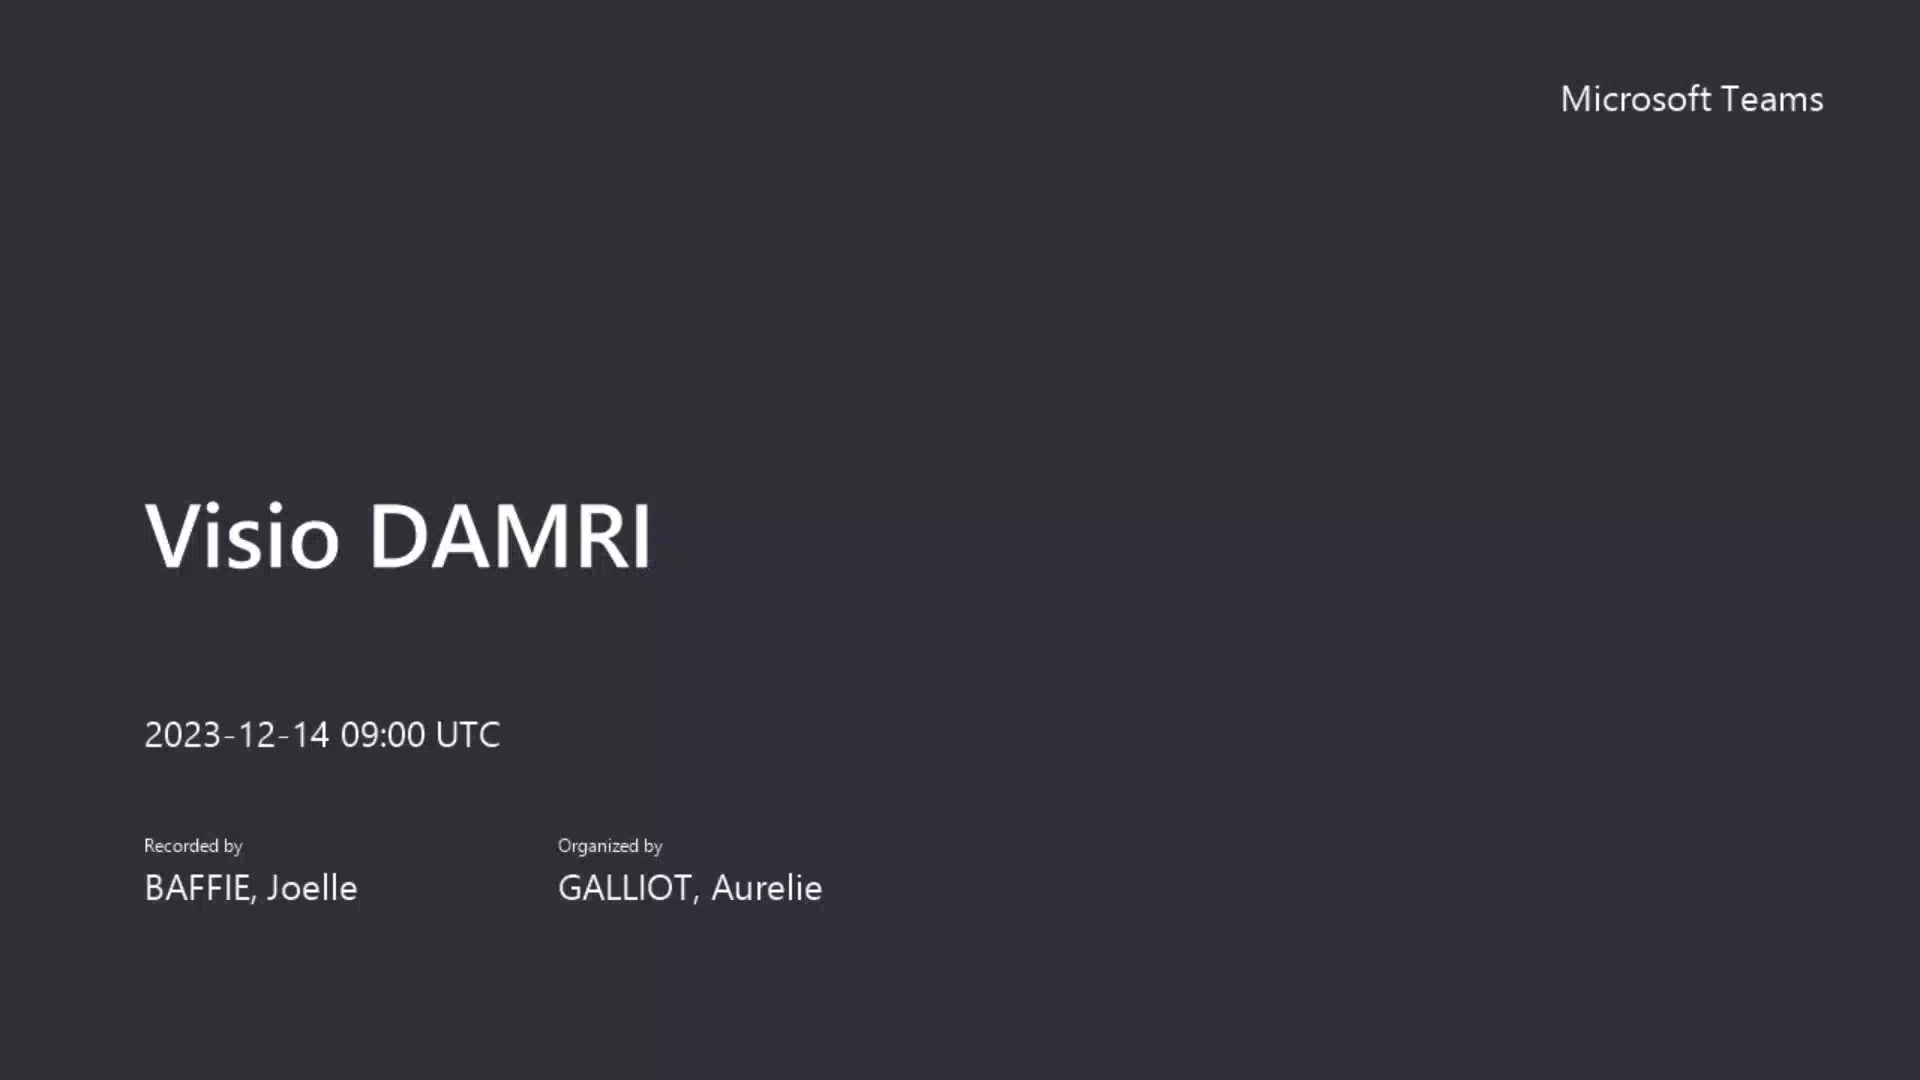 Microsoft Teams
Visio DAMRI
2023-12-14 09:00 UTC
Recorded by
BAFFIE, Joelle
Organized by
GALLIOT, Aurelie